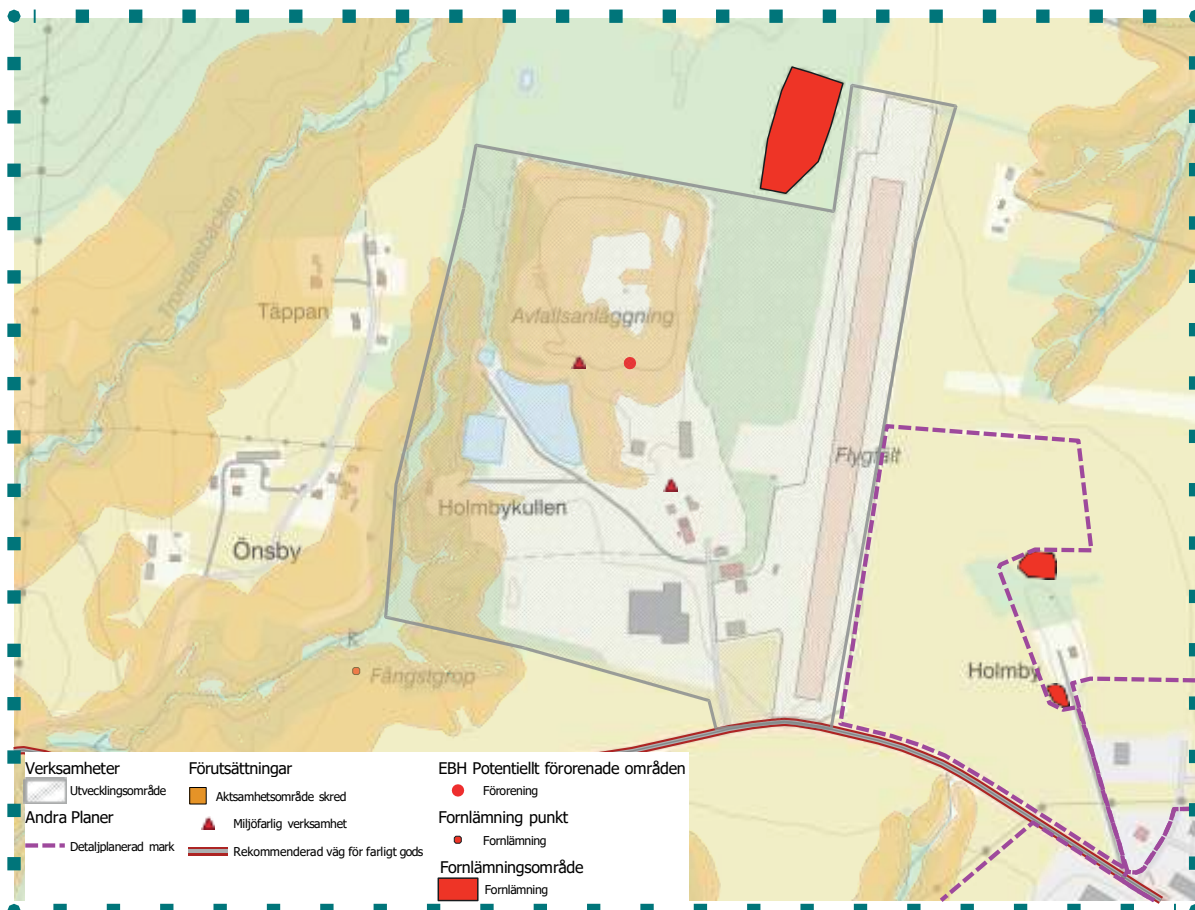 Trondalsbäcken
Täppan
Avfallsanläggning
Flygfält
Holmbykullen
Önsby
Holmby
Fångstgrop
Verksamheter
Utvecklingsområde
Andra Planer
Detaljplanerad mark
Förutsättningar
Aktsamhetsområde skred
Miljöfarlig verksamhet
Rekommenderad väg för farligt gods
EBH Potentiellt förorenade områden
Förorening
Fornlämning punkt
Fornlämning
Fornlämningsområde
Fornlämning